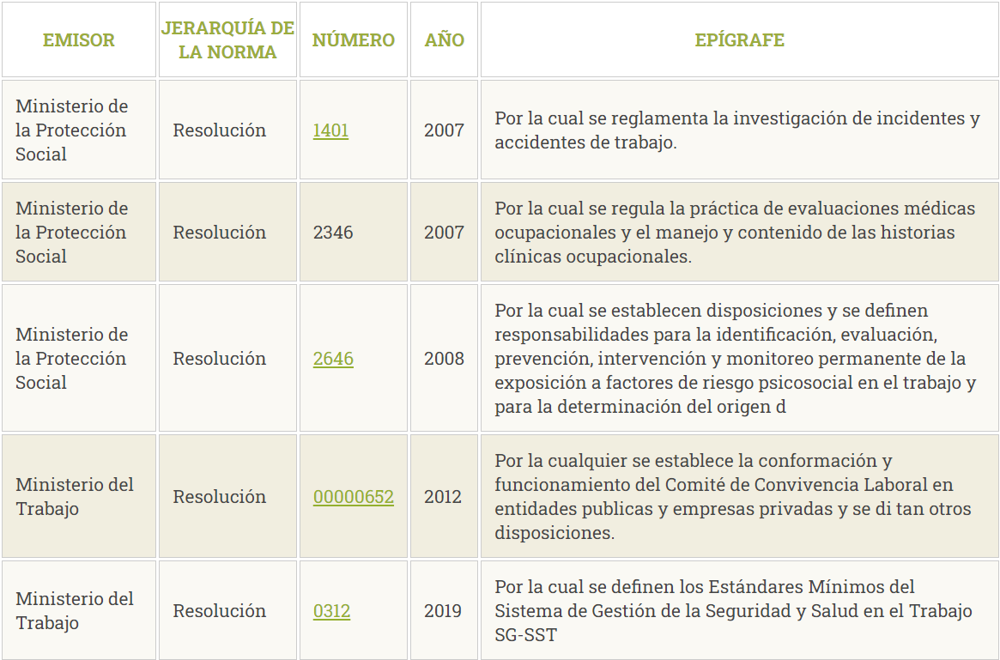 EMISOR
JERARQUÍA DE
LA NORMA
NÚMERO
AÑO
EPÍGRAFE
Ministerio de
la Protección
Social
Resolución
1401
2007
Por la cual se reglamenta la investigación de incidentes y
accidentes de trabajo.
Ministerio de
la Protección
Social
Resolución
2346
2007
Por la cual se regula la práctica de evaluaciones médicas
ocupacionales y el manejo y contenido de las historias
clínicas ocupacionales.
Ministerio de
la Protección
Social
Resolución
2646
2008
Por la cual se establecen disposiciones y se definen
responsabilidades para la identificación, evaluación,
prevención, intervención y monitoreo permanente de la
exposición a factores de riesgo psicosocial en el trabajo y
para la determinación del origen d
Ministerio del
Trabajo
Resolución
00000652
2012
Por la cualquier se establece la conformación y
funcionamiento del Comité de Convivencia Laboral en
entidades publicas y empresas privadas y se di tan otros
disposiciones.
Ministerio del
Trabajo
Resolución
0312
2019
Por la cual se definen los Estándares Mínimos del
Sistema de Gestión de la Seguridad y Salud en el Trabajo
SG-SST